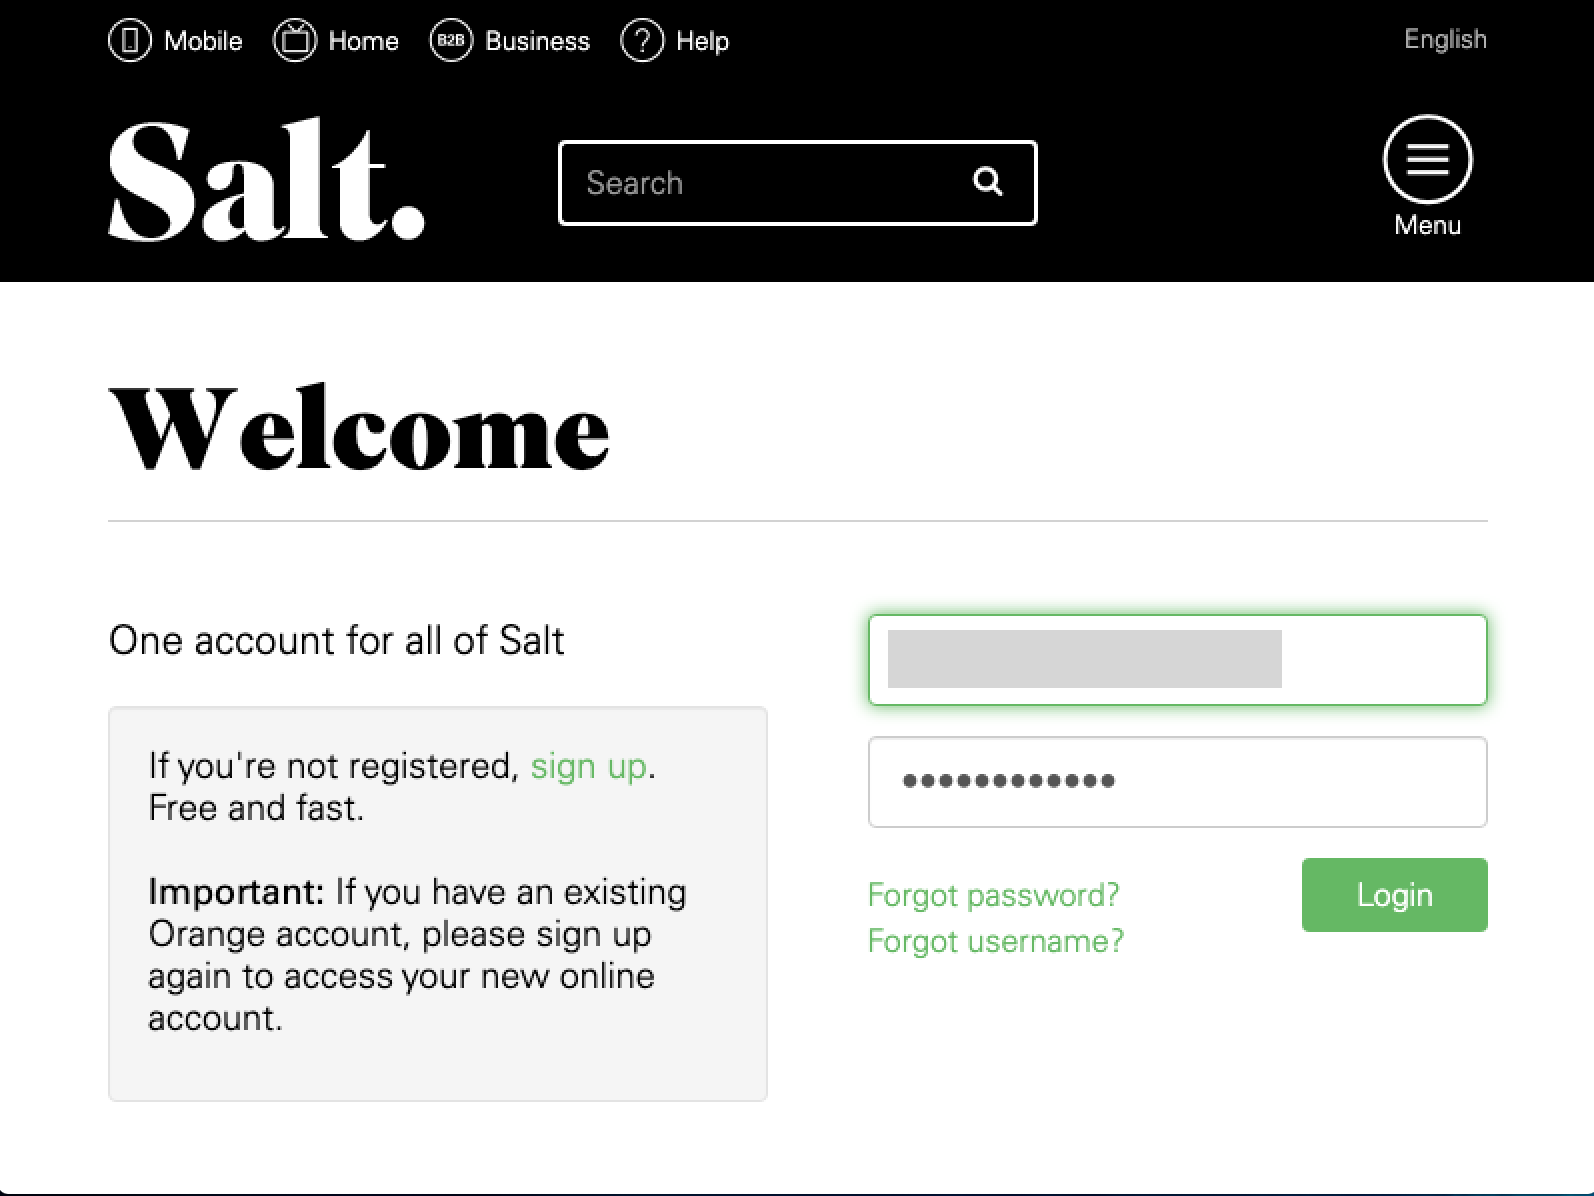 Mobile
Home
B2B Business
Help
English
Salt.
Search
Menu
Welcome
One account for all of Salt
If you're not registered, sign up.
Free and fast.
Important: If you have an existing
Orange account, please sign up
again to access your new online
account.
••••••••••••
Forgot password?
Forgot username?
Login